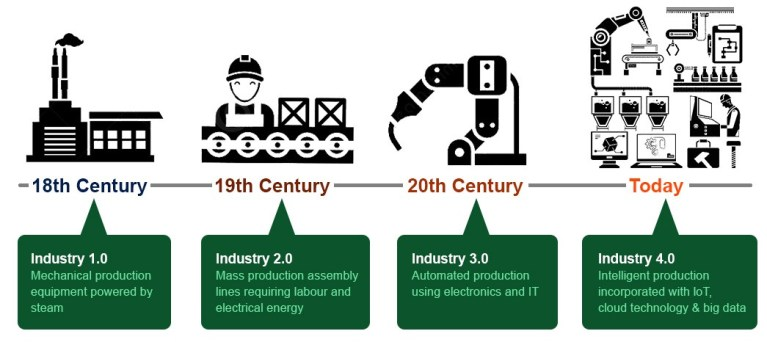 18th Century
19th Century
20th Century
Today
Industry 1.0
Mechanical production
equipment powered by
steam
Industry 2.0
Mass production assembly
lines requiring labour and
electrical energy
Industry 3.0
Automated production
using electronics and IT
Industry 4.0
Intelligent production
incorporated with IoT,
cloud technology & big data